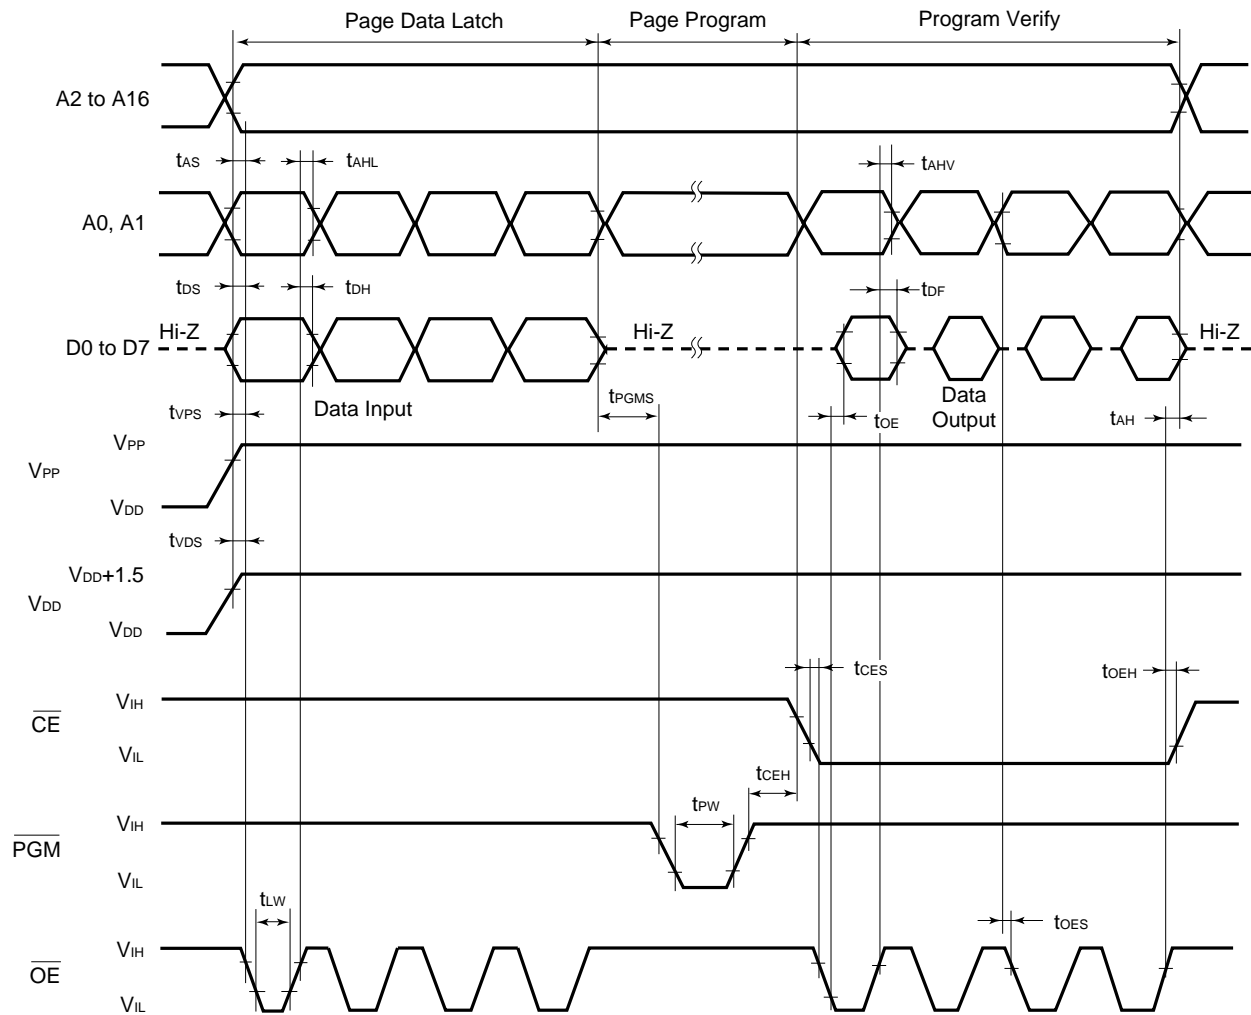 Page Data Latch Page Program Program Verify
A2 to A16
tAS tAHL tAHV
A0, A1
tDS tDH tDF
Hi-Z Hi-Z Hi-Z
D0 to D7
Data Input tPGMS Data
Output
tVPS tOE tAH
VPP
VPP
VDD
tVDS
VDD+1.5
VDD
VDD
tCES tOEH
VIH
CE
VIL
tCEH
tPW
VIH
PGM
VIL
tLW
tOES
VIH
OE
VIL